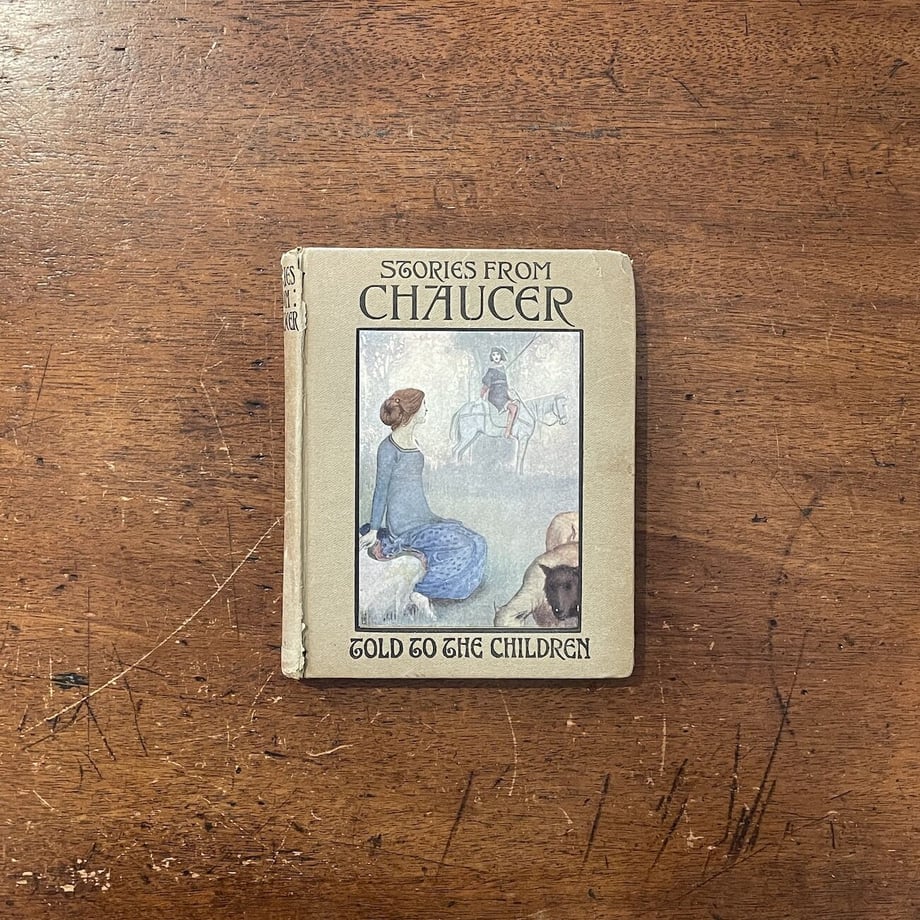 STORIES FROM
CHAUCER
TOLD TO THE CHILDREN